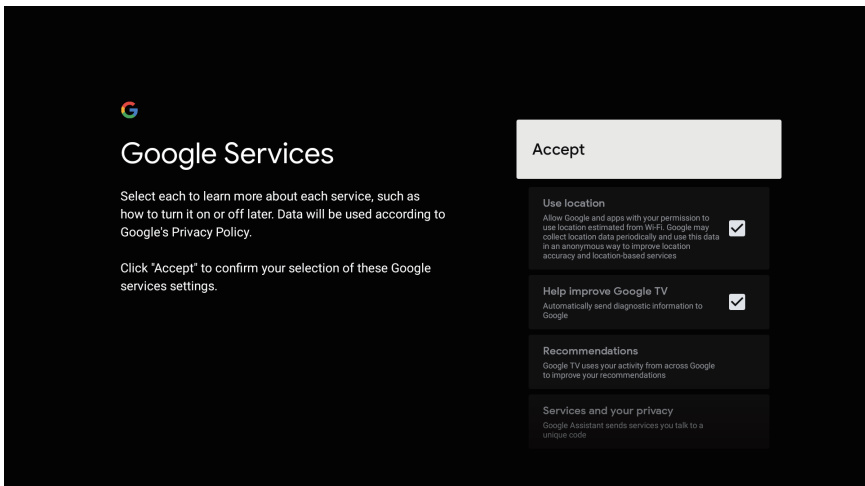 Google Services
Select each to learn more about each service, such as
how to turn it on or off later. Data will be used according to
Google's Privacy Policy.
Click "Accept" to confirm your selection of these Google
services settings.
Accept
Use location
Allow Google and apps with your permission to
use location estimated from Wi-Fi. Google may
collect location data periodically and use this data
in an anonymous way to improve location
accuracy and location-based services
Help improve Google TV
Automatically send diagnostic information to
Google
Recommendations
Google TV uses your activity from across Google
to improve your recommendations
Services and your privacy
Google Assistant sends services you talk to a
unique code